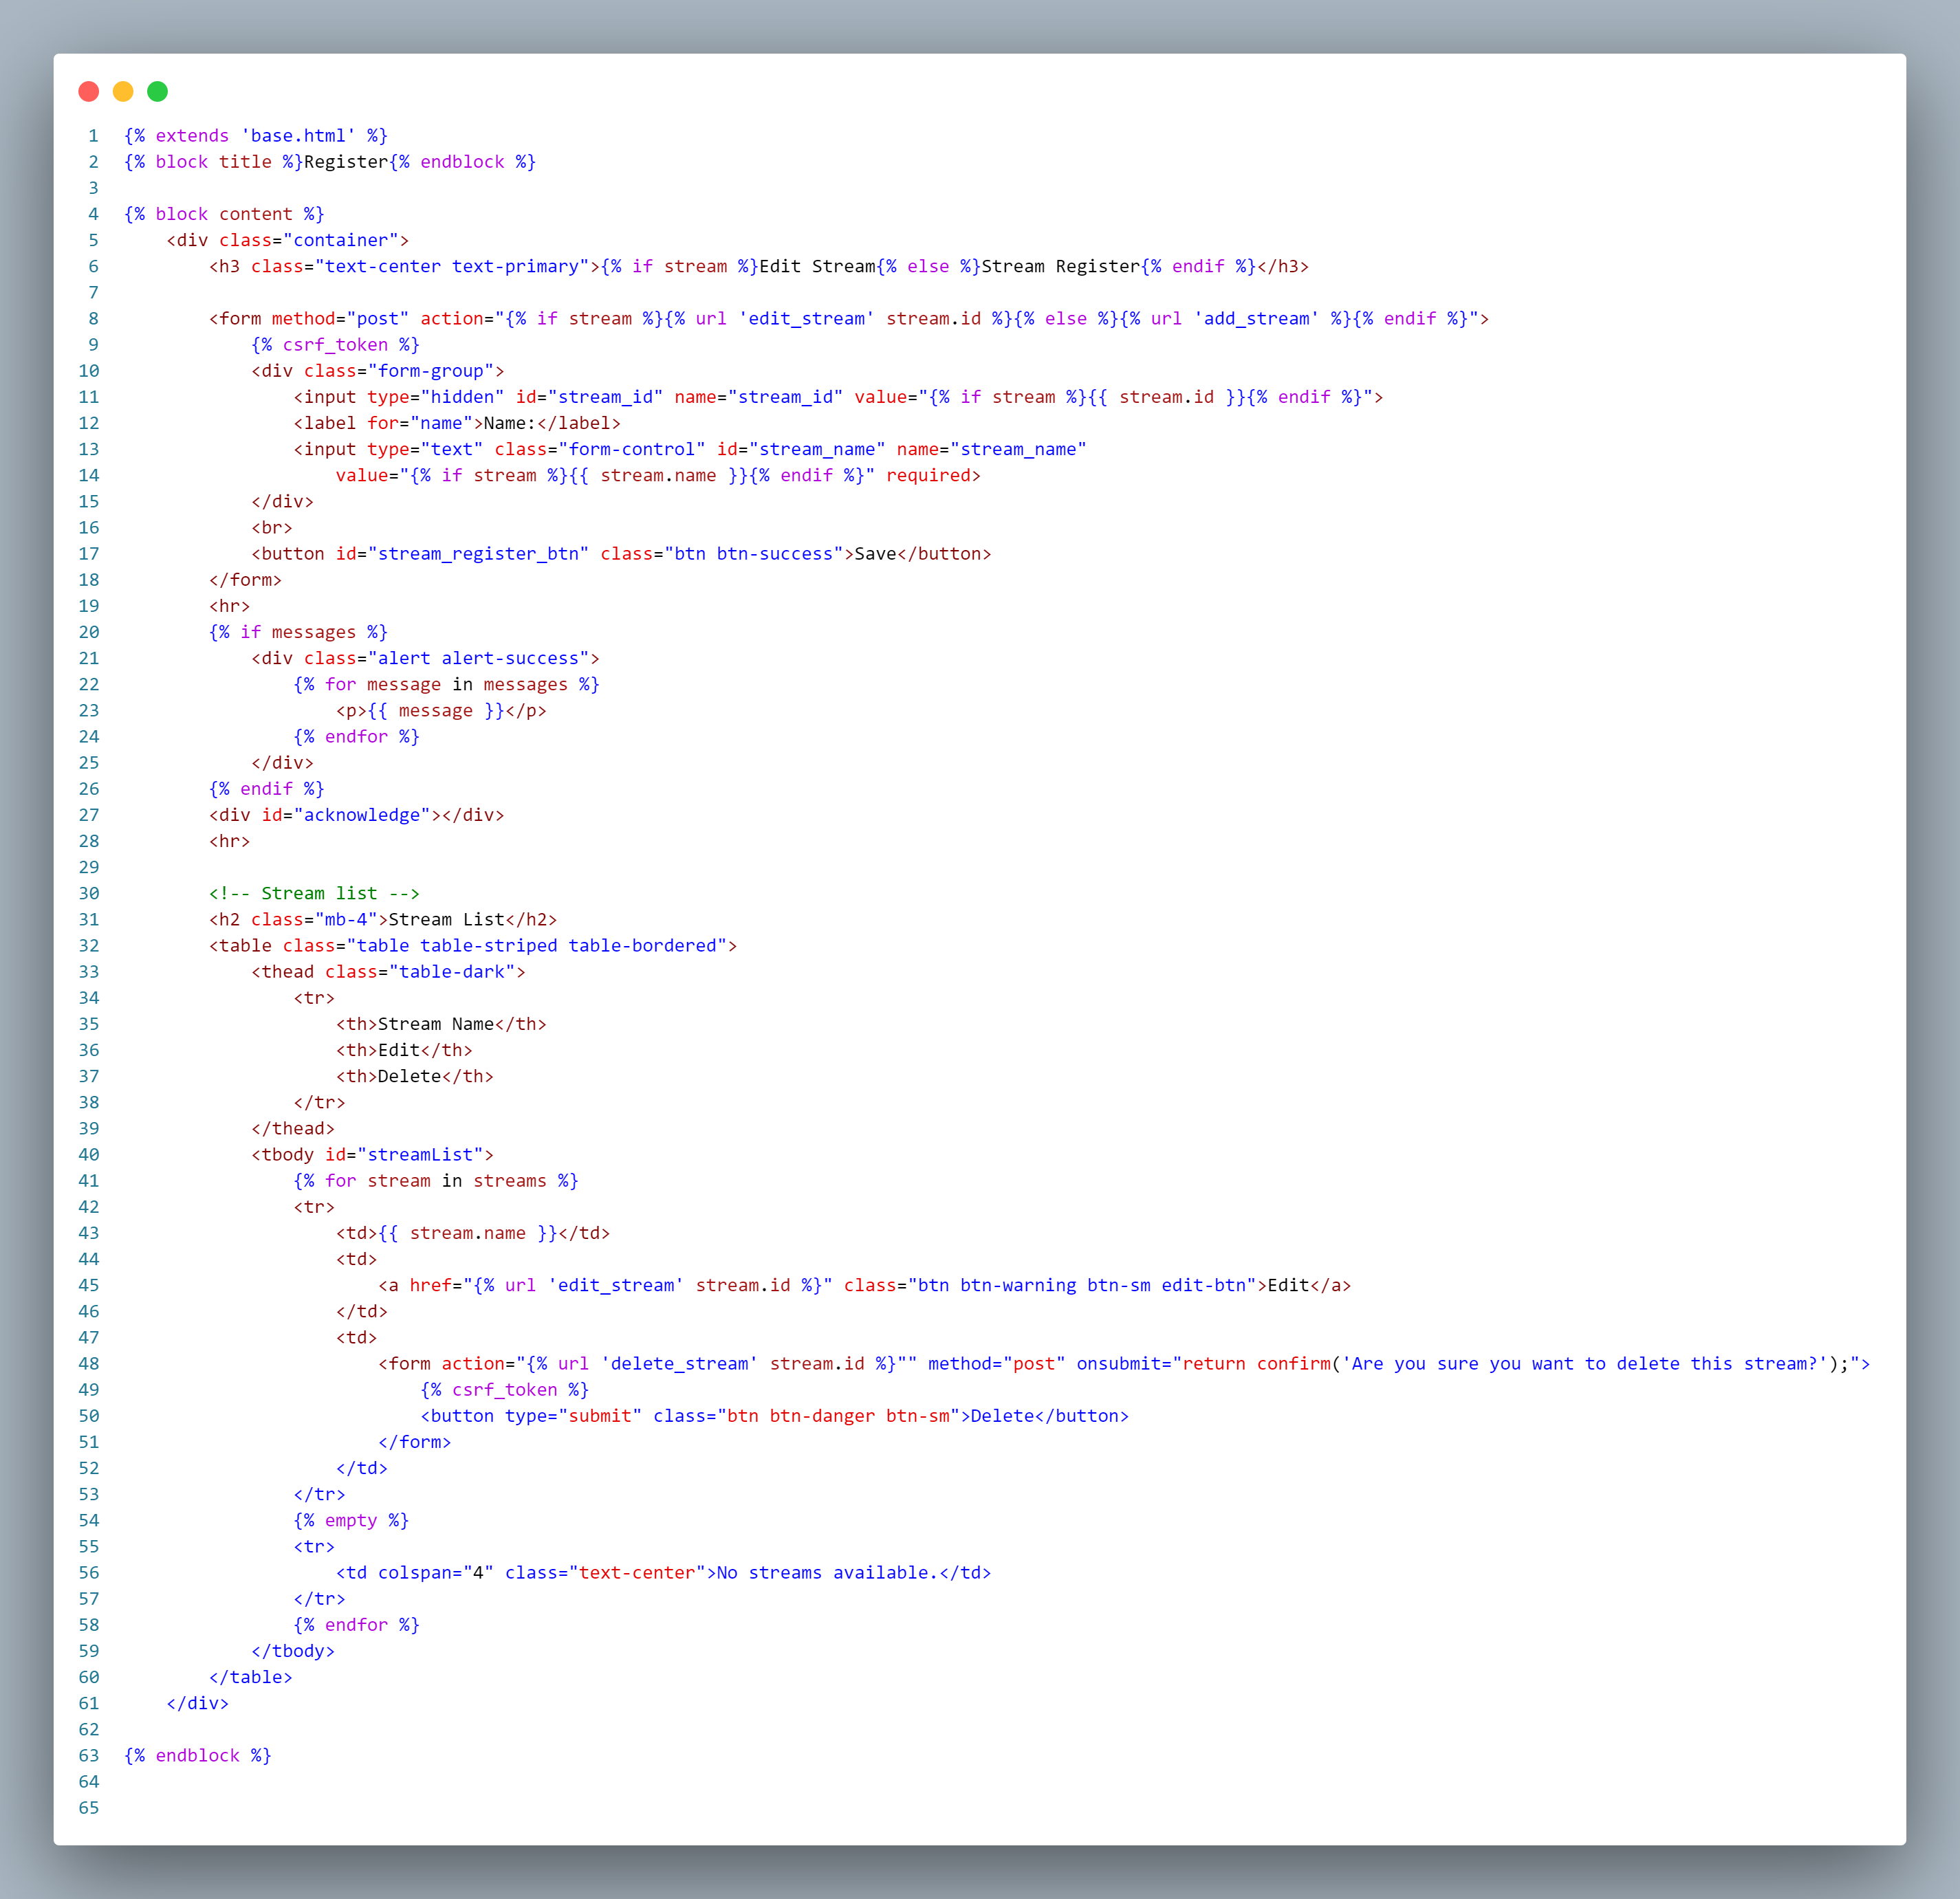 1 {% extends 'base.html' %}
2 {% block title %}Register{% endblock %}
3
4 {% block content %}
5     <div class="container">
6         <h3 class="text-center text-primary">{% if stream %}Edit Stream{% else %}Stream Register{% endif %}</h3>
7
8         <form method="post" action="{% if stream %}{% url 'edit_stream' stream.id %}{% else %}{% url 'add_stream' %}{% endif %}">
9             {% csrf_token %}
10             <div class="form-group">
11                 <input type="hidden" id="stream_id" name="stream_id" value="{% if stream %}{{ stream.id }}{% endif %}">
12                 <label for="name">Name:</label>
13                 <input type="text" class="form-control" id="stream_name" name="stream_name"
14                     value="{% if stream %}{{ stream.name }}{% endif %}" required>
15             </div>
16             <br>
17             <button id="stream_register_btn" class="btn btn-success">Save</button>
18         </form>
19         <hr>
20         {% if messages %}
21             <div class="alert alert-success">
22                 {% for message in messages %}
23                     <p>{{ message }}</p>
24                 {% endfor %}
25             </div>
26         {% endif %}
27         <div id="acknowledge"></div>
28         <hr>
29
30         <!-- Stream list -->
31         <h2 class="mb-4">Stream List</h2>
32         <table class="table table-striped table-bordered">
33             <thead class="table-dark">
34                 <tr>
35                     <th>Stream Name</th>
36                     <th>Edit</th>
37                     <th>Delete</th>
38                 </tr>
39             </thead>
40             <tbody id="streamList">
41                 {% for stream in streams %}
42                 <tr>
43                     <td>{{ stream.name }}</td>
44                     <td>
45                         <a href="{% url 'edit_stream' stream.id %}" class="btn btn-warning btn-sm edit-btn">Edit</a>
46                     </td>
47                     <td>
48                         <form action="{% url 'delete_stream' stream.id %}"" method="post" onsubmit="return confirm('Are you sure you want to delete this stream?');">
49                             {% csrf_token %}
50                             <button type="submit" class="btn btn-danger btn-sm">Delete</button>
51                         </form>
52                     </td>
53                 </tr>
54                 {% empty %}
55                 <tr>
56                     <td colspan="4" class="text-center">No streams available.</td>
57                 </tr>
58                 {% endfor %}
59             </tbody>
60         </table>
61     </div>
62
63 {% endblock %}
64
65